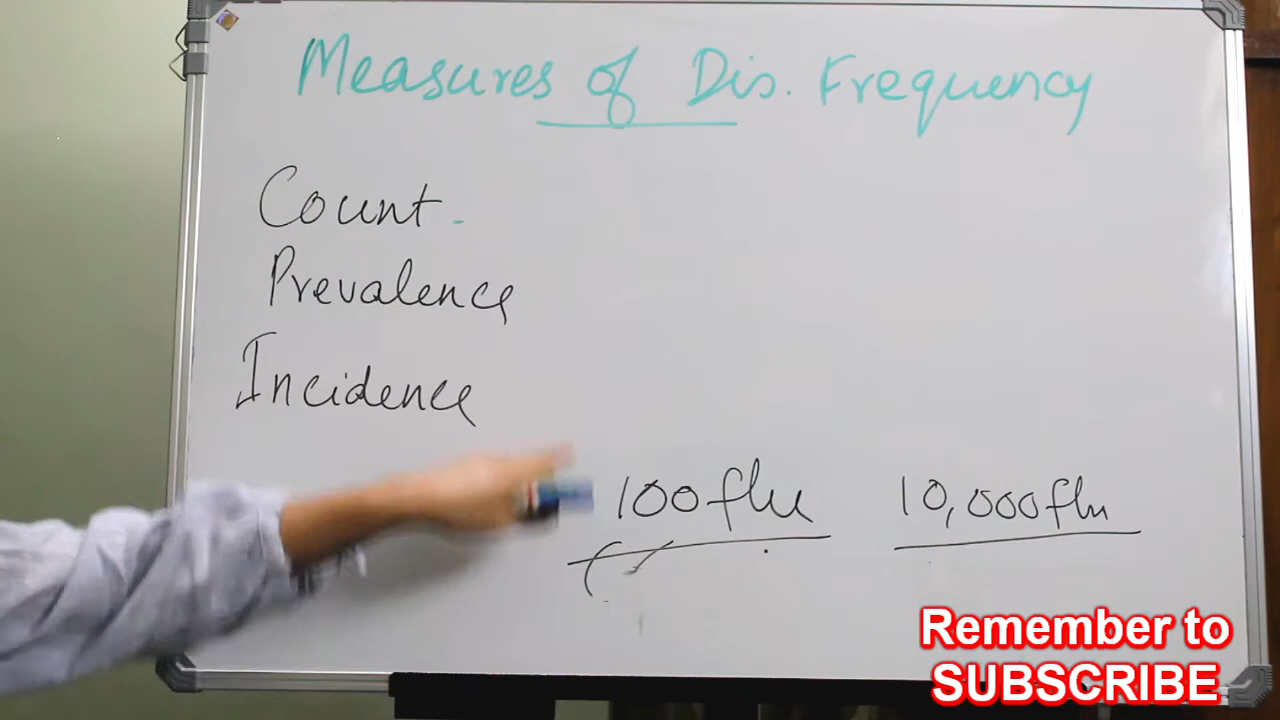 Measures of Dis. Frequency
Count -
Prevalence
Incidence
100 flu 10,000 flu
Remember to
SUBSCRIBE